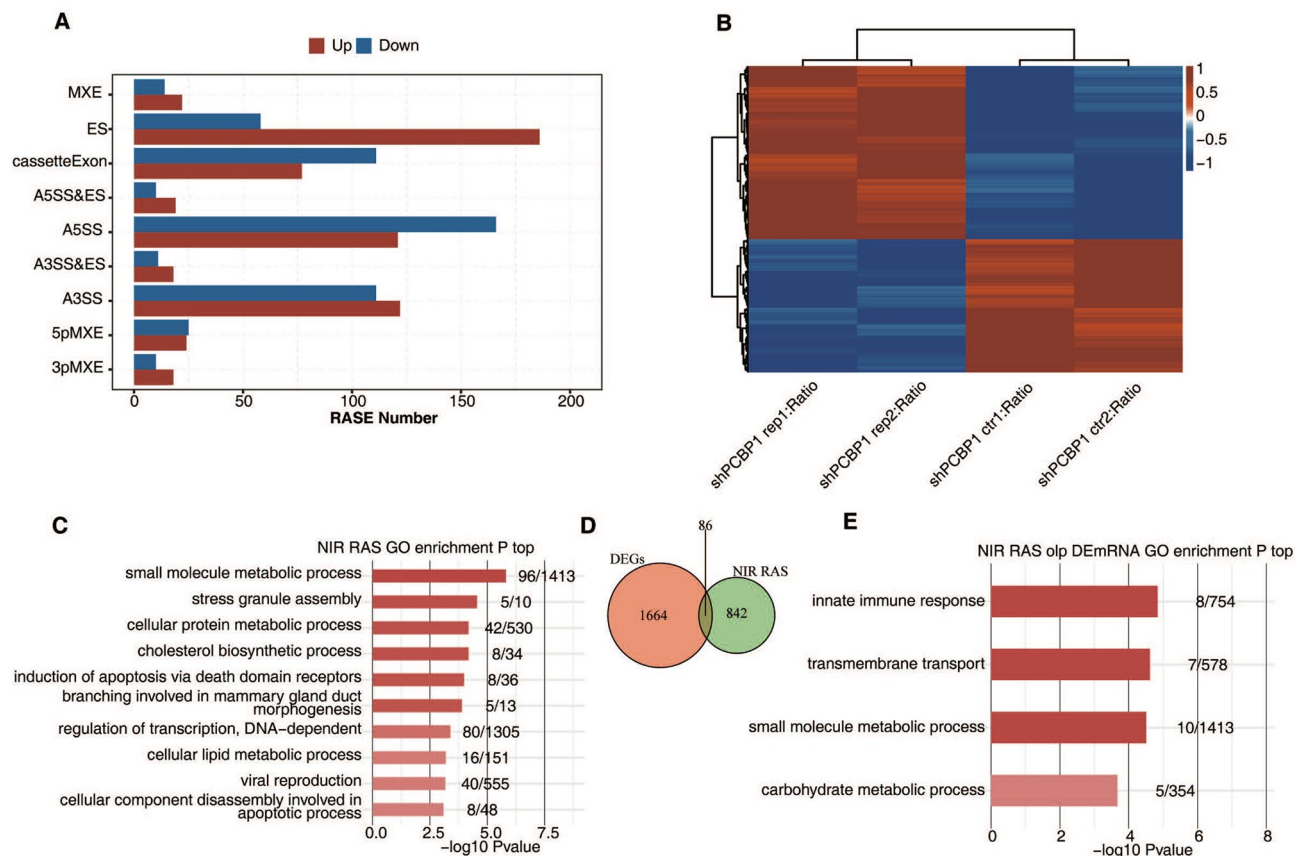 A
Up Down
MXE
ES
cassetteExon
A5SS&ES
A5SS
A3SS&ES
A3SS
5pMXE
3pMXE
0 50 100 150 200
RASE Number
B
1
0.5
0
−0.5
−1
shPCBP1 rep1:Ratio
shPCBP1 rep2:Ratio
shPCBP1 ctr1:Ratio
shPCBP1 ctr2:Ratio
C
NIR RAS GO enrichment P top
small molecule metabolic process 96/1413
stress granule assembly 5/10
cellular protein metabolic process 42/530
cholesterol biosynthetic process 8/34
induction of apoptosis via death domain receptors 8/36
branching involved in mammary gland duct
morphogenesis 5/13
regulation of transcription, DNA−dependent 80/1305
cellular lipid metabolic process 16/151
viral reproduction 40/555
cellular component disassembly involved in
apoptotic process 8/48
0.0 2.5 5.0 7.5
−log10 Pvalue
D
86
DEGs
NIR RAS
1664
842
E
NIR RAS olp DEmRNA GO enrichment P top
innate immune response 8/754
transmembrane transport 7/578
small molecule metabolic process 10/1413
carbohydrate metabolic process 5/354
0 2 4 6 8
−log10 Pvalue